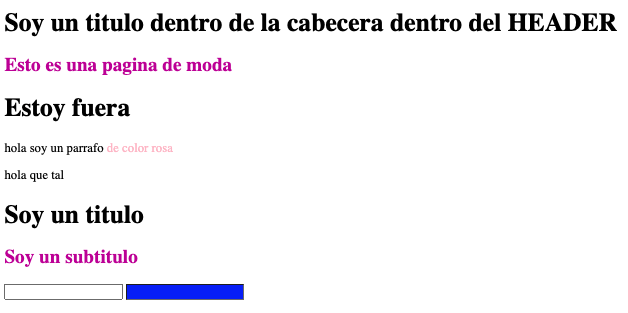 Soy un titulo dentro de la cabecera dentro del HEADER
Esto es una pagina de moda
Estoy fuera
hola soy un parrafo de color rosa
hola que tal
Soy un titulo
Soy un subtitulo